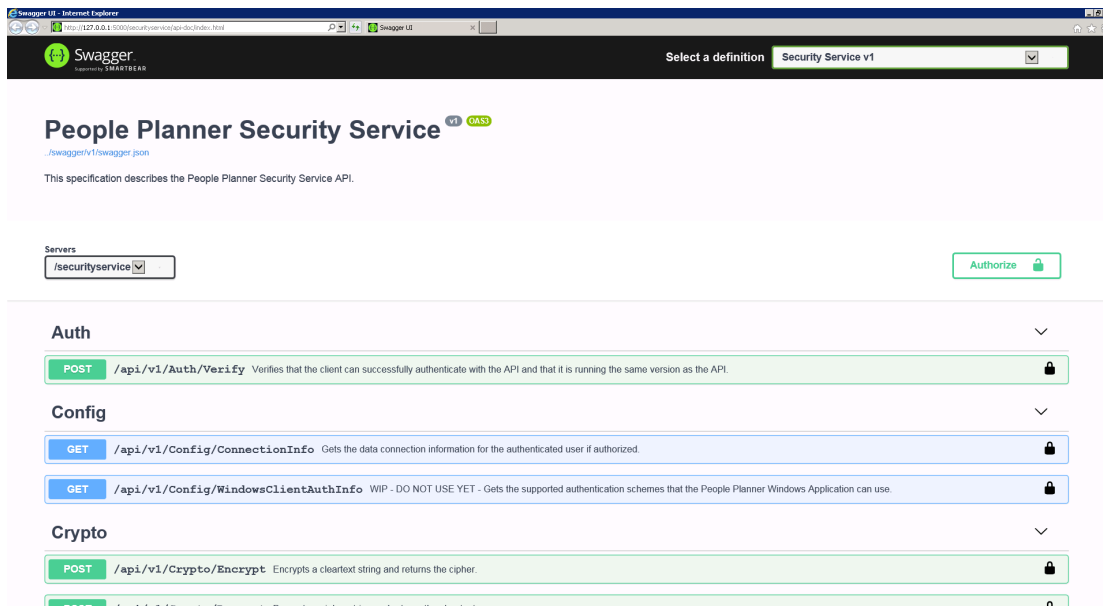 Swagger UI - Internet Explorer
http://127.0.0.1:5000/securityservice/api-doc/index.html
Swagger UI
Swagger.
Supported by SMARTBEAR
Select a definition
Security Service v1
People Planner Security Service v1 OAS3
../swagger/v1/swagger.json
This specification describes the People Planner Security Service API.
Servers
/securityservice
Authorize
Auth
POST /api/v1/Auth/Verify Verifies that the client can successfully authenticate with the API and that it is running the same version as the API.
Config
GET /api/v1/Config/ConnectionInfo Gets the data connection information for the authenticated user if authorized.
GET /api/v1/Config/WindowsClientAuthInfo WIP - DO NOT USE YET - Gets the supported authentication schemes that the People Planner Windows Application can use.
Crypto
POST /api/v1/Crypto/Encrypt Encrypts a cleartext string and returns the cipher.